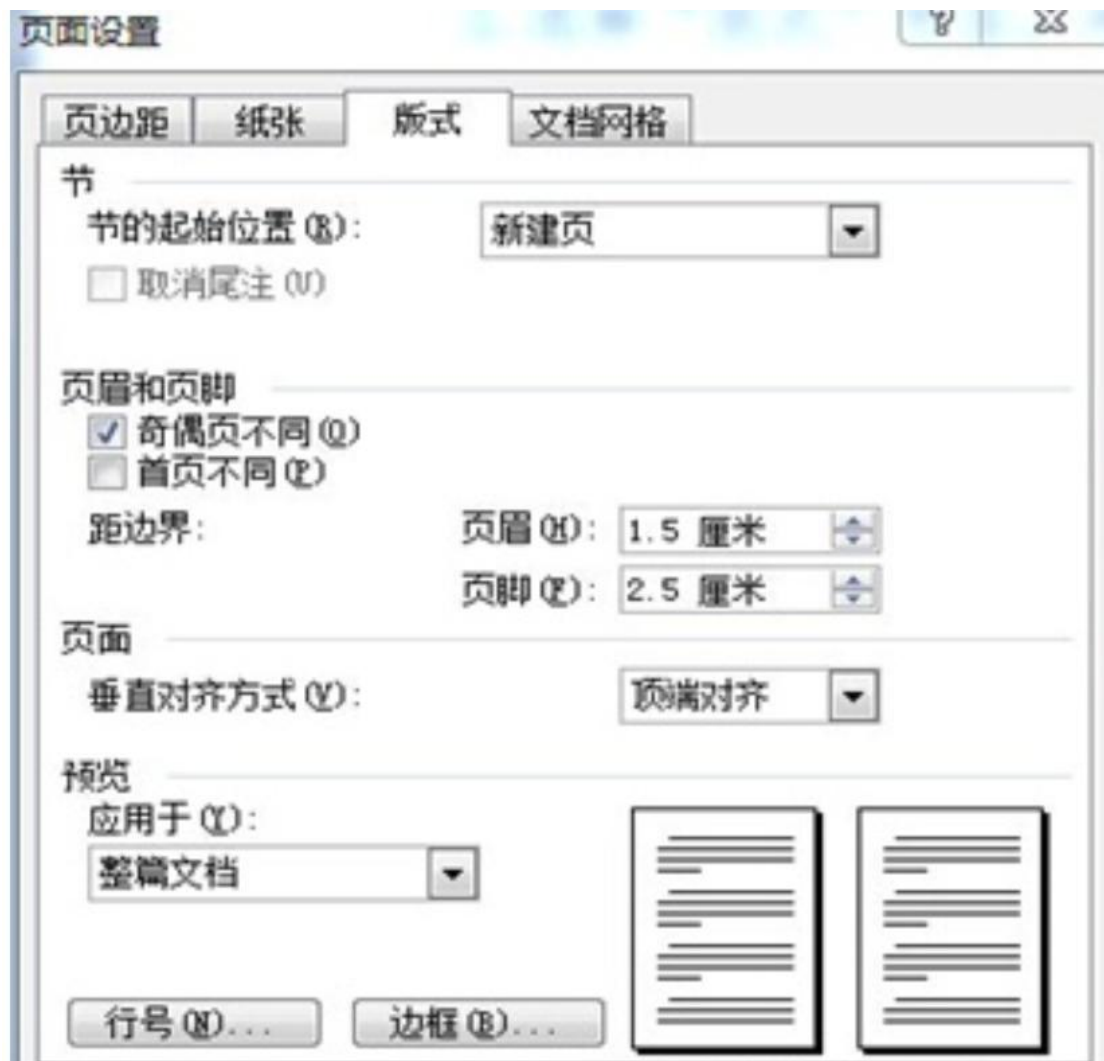 页面设置
页边距 纸张 版式 文档网格
节
节的起始位置(R): 新建页
取消尾注(U)
页眉和页脚
奇偶页不同(O)
首页不同(P)
距边界: 页眉(H): 1.5 厘米
页脚(F): 2.5 厘米
页面
垂直对齐方式(V): 顶端对齐
预览
应用于(Y):
整篇文档
行号(N)... 边框(B)...